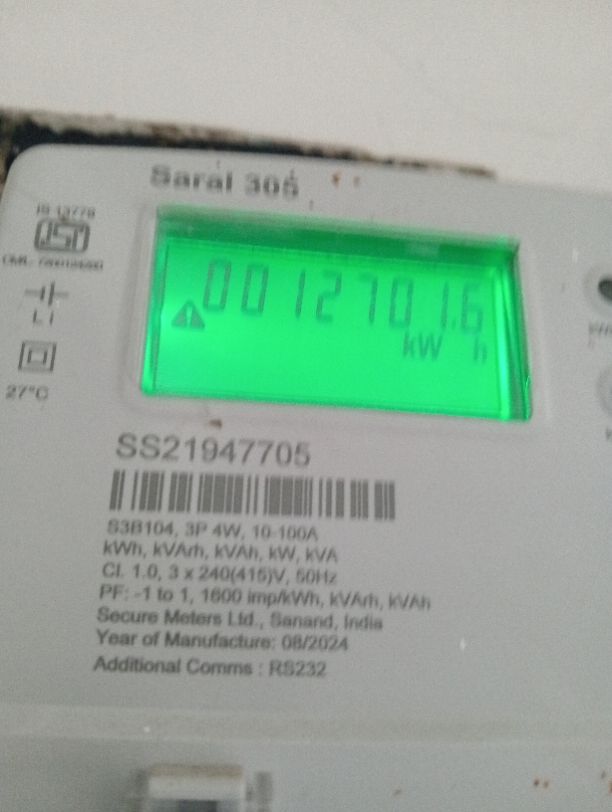 Saral 305
IS 13779
ISI
0012701.6
kW h
27°C
SS21947705
S3B104, 3P 4W, 10-100A
kWh, kVArh, kVAh, kW, kVA
Cl. 1.0, 3 x 240(415)V, 50Hz
PF: -1 to 1, 1600 imp/kWh, kVArh, kVAh
Secure Meters Ltd., Sanand, India
Year of Manufacture: 08/2024
Additional Comms : RS232